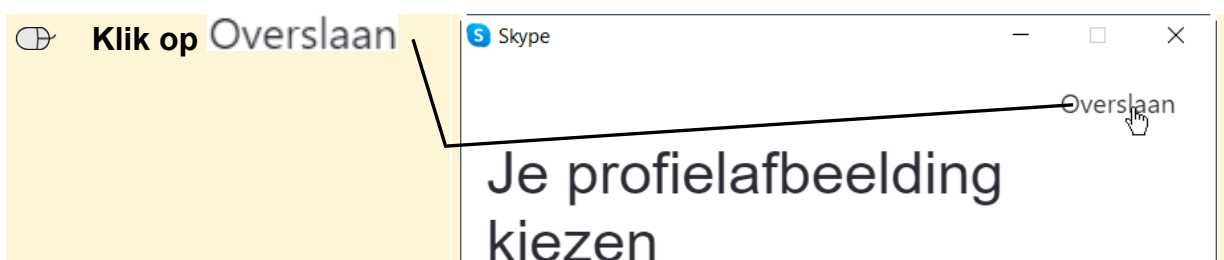 Klik op Overslaan
S Skype
Overslaan
Je profielafbeelding
kiezen